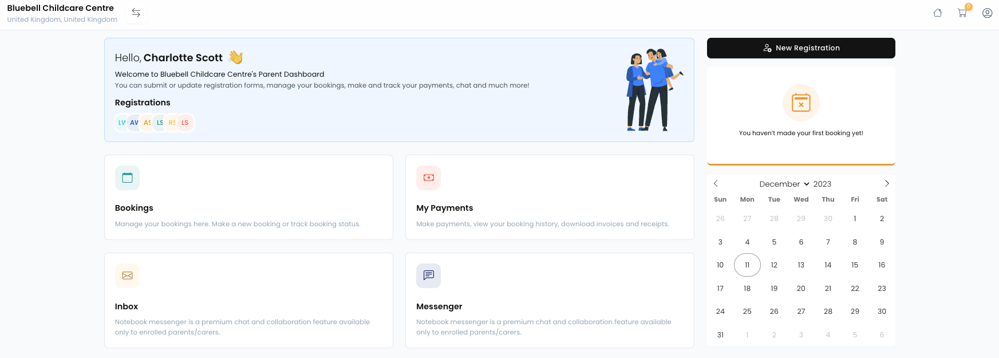 Bluebell Childcare Centre
United Kingdom, United Kingdom
0
Hello, Charlotte Scott
Welcome to Bluebell Childcare Centre's Parent Dashboard
You can submit or update registration forms, manage your bookings, make and track your payments, chat and much more!
Registrations
LS
Bookings
Manage your bookings here. Make a new booking or track booking status.
My Payments
Make payments, view your booking history, download invoices and receipts.
Inbox
Notebook messenger is a premium chat and collaboration feature available
only to enrolled parents/carers.
Messenger
Notebook messenger is a premium chat and collaboration feature available
only to enrolled parents/carers.
New Registration
You haven’t made your first booking yet!
December 2023
Sun Mon Tue Wed Thu Fri Sat
26 27 28 29 30 1 2
3 4 5 6 7 8 9
10 11 12 13 14 15 16
17 18 19 20 21 22 23
24 25 26 27 28 29 30
31 1 2 3 4 5 6